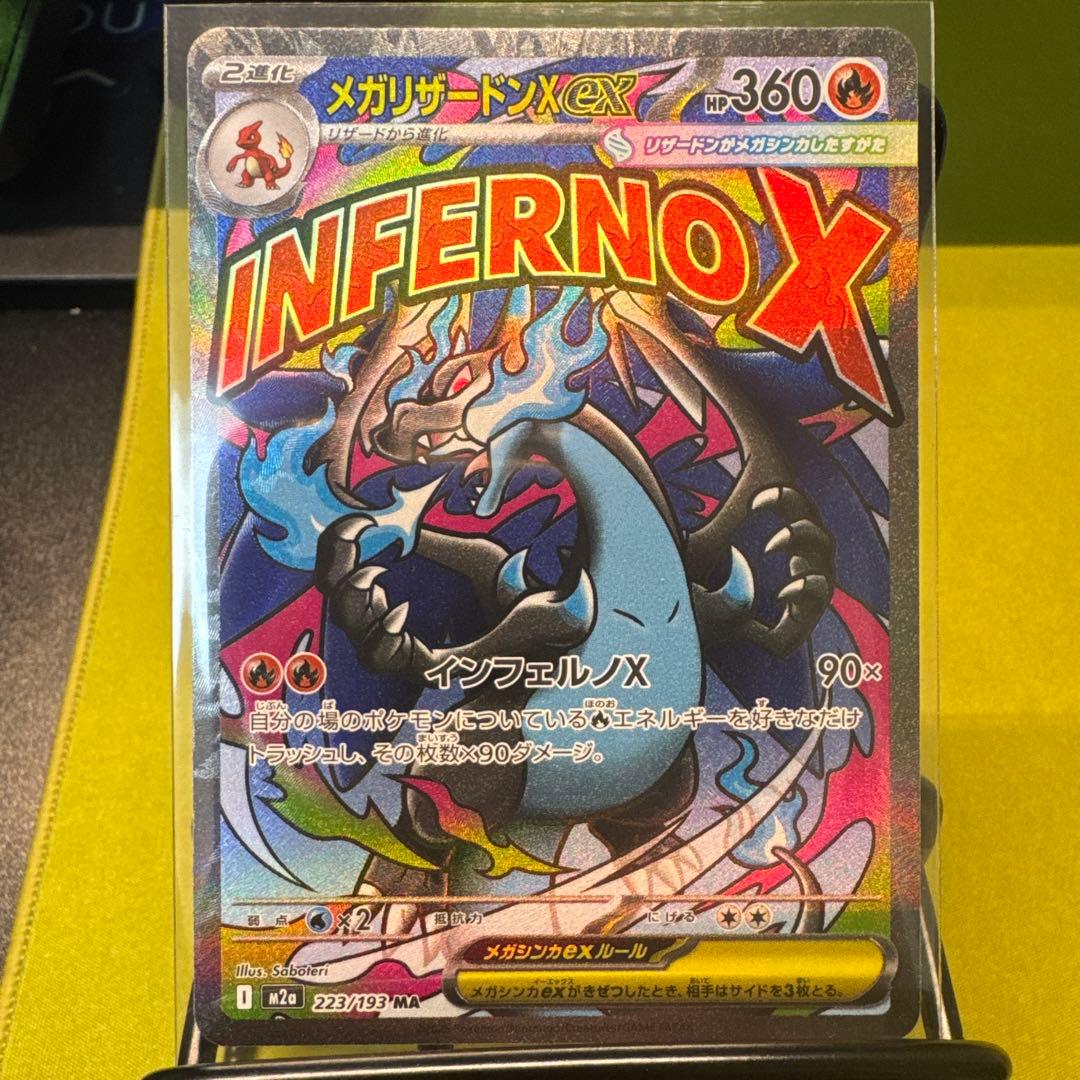 2進化
メガリザードンXex
HP360
リザードから進化
リザードンがメガシンカしたすがた
INFERNO X
インフェルノX 90×
自分の場のポケモンについているエネルギーを好きなだけ
トラッシュし、その枚数×90ダメージ。
弱点 ×2 抵抗力 にげる
メガシンカexルール
メガシンカexがきぜつしたとき、相手はサイドを3枚とる。
Illus. Saboteri
I m2a 223/193 MA